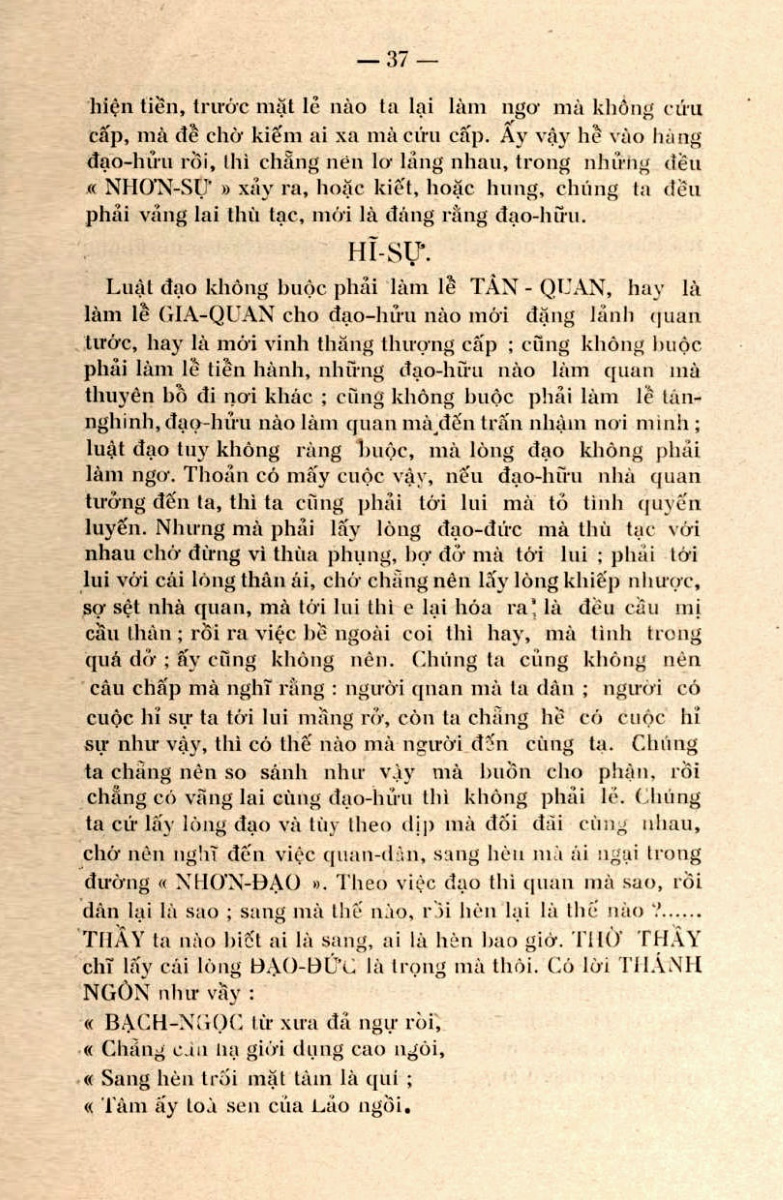 — 37 —
hiện tiền, trước mặt lẻ nào ta lại làm ngơ mà không cứu
cấp, mà để chờ kiếm ai xa mà cứu cấp. Ấy vậy hễ vào hàng
đạo-hửu rồi, thì chẳng nên lơ lảng nhau, trong những đều
« NHƠN-SỰ » xảy ra, hoặc kiết, hoặc hung, chúng ta đều
phải vảng lai thù tạc, mới là đáng rằng đạo-hữu.
HĨ-SỰ.
Luật đạo không buộc phải làm lề TÂN - QUAN, hay là
làm lề GIA-QUAN cho đạo-hửu nào mới đặng lảnh quan
tước, hay là mới vinh thăng thượng cấp ; cũng không buộc
phải làm lề tiễn hành, những đạo-hữu nào làm quan mà
thuyên bổ đi nơi khác ; cũng không buộc phải làm lề tân-
nghinh, đạo-hửu nào làm quan mà đến trấn nhậm nơi mình ;
luật đạo tuy không ràng buộc, mà lòng đạo không phải
làm ngơ. Thoản có mấy cuộc vậy, nếu đạo-hữu nhà quan
tưởng đến ta, thì ta cũng phải tới lui mà tỏ tình quyến
luyến. Nhưng mà phải lấy lòng đạo-đức mà thù tạc với
nhau chớ đừng vì thùa phụng, bợ đở mà tới lui ; phải tới
lui với cái lòng thân ái, chớ chẳng nên lấy lòng khiếp nhược,
sợ sệt nhà quan, mà tới lui thì e lại hóa ra là đều cầu mị
cầu thân ; rồi ra việc bề ngoài coi thì hay, mà tình trong
quá dở ; ấy cũng không nên. Chúng ta củng không nên
câu chấp mà nghĩ rằng : người qnan mà ta dân ; người có
cuộc hỉ sự ta tới lui mầng rở, còn ta chẳng hề có cuộc hỉ
sự như vậy, thì có thế nào mà người đến cùng ta. Chúng
ta chẳng nên so sánh như vậy mà buồn cho phận, rồi
chẳng có vãng lai cùng đạo-hửu thì không phải lẻ. Chúng
ta cứ lấy lòng đạo và tùy theo dịp mà đối đãi cùng nhau,
chớ nên nghĩ đến việc quan-dân, sang hèn mà ái ngại trong
đường « NHƠN-ĐẠO ». Theo việc đạo thì quan mà sao, rồi
dân lại là sao ; sang mà thế nào, rồi hèn lại là thế nào ?......
THẦY ta nào biết ai là sang, ai là hèn bao giờ. THỜ THẦY
chĩ lấy cái lòng ĐẠO-ĐỨC là trọng mà thôi. Có lời THÁNH
NGÔN như vầy :
« BẠCH-NGỌC từ xưa đả ngự ròi,
« Chẳng cần hạ giới dụng cao ngôi,
« Sang hèn trối mặt tâm là quí ;
« Tâm ấy toà sen của Lảo ngồi.